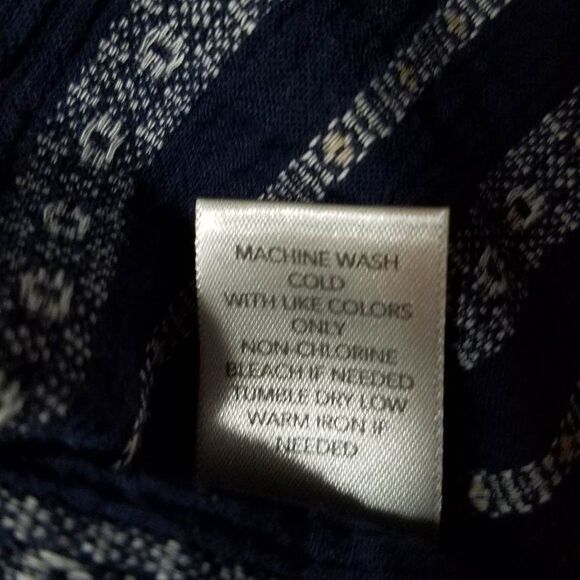 MACHINE WASH
COLD
WITH LIKE COLORS
ONLY
NON-CHLORINE
BLEACH IF NEEDED
TUMBLE DRY LOW
WARM IRON IF
NEEDED